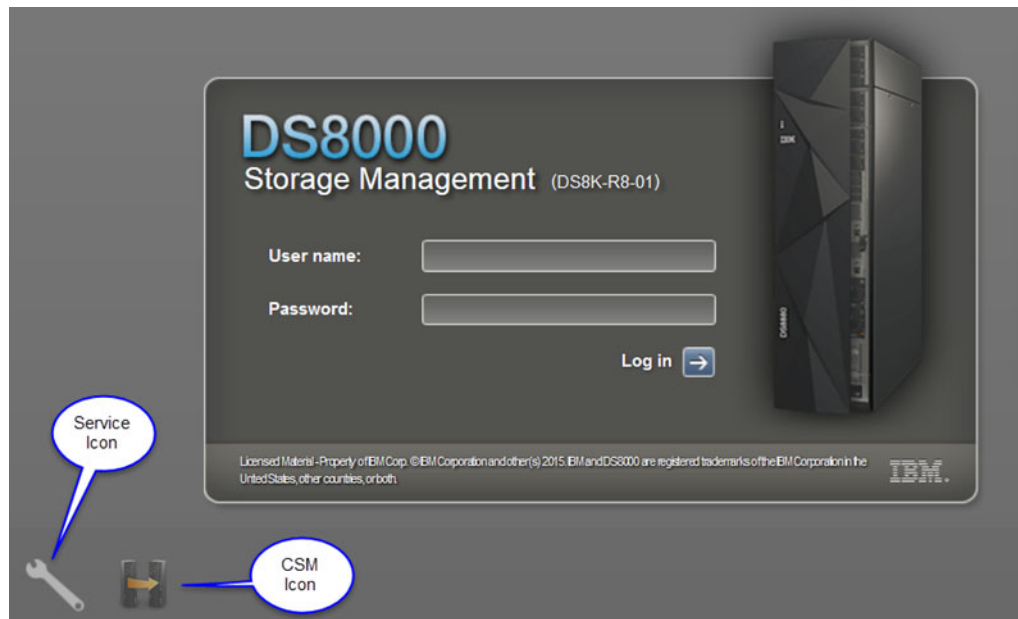 DS8000
Storage Management (DS8K-R8-01)
User name:
Password:
Log in
Service
Icon
Licensed Material - Property of IBM Corp. © IBM Corporation and other(s) 2015. IBM and DS8000 are registered trademarks of the IBM Corporation in the
United States, other countries, or both.
IBM.
CSM
Icon
IBM
DS8880